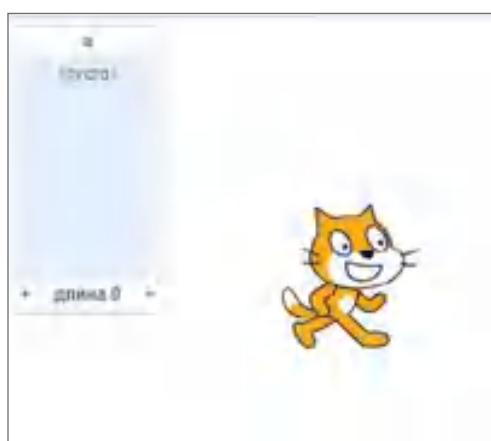 a
(пусто)
+ длина 0 =